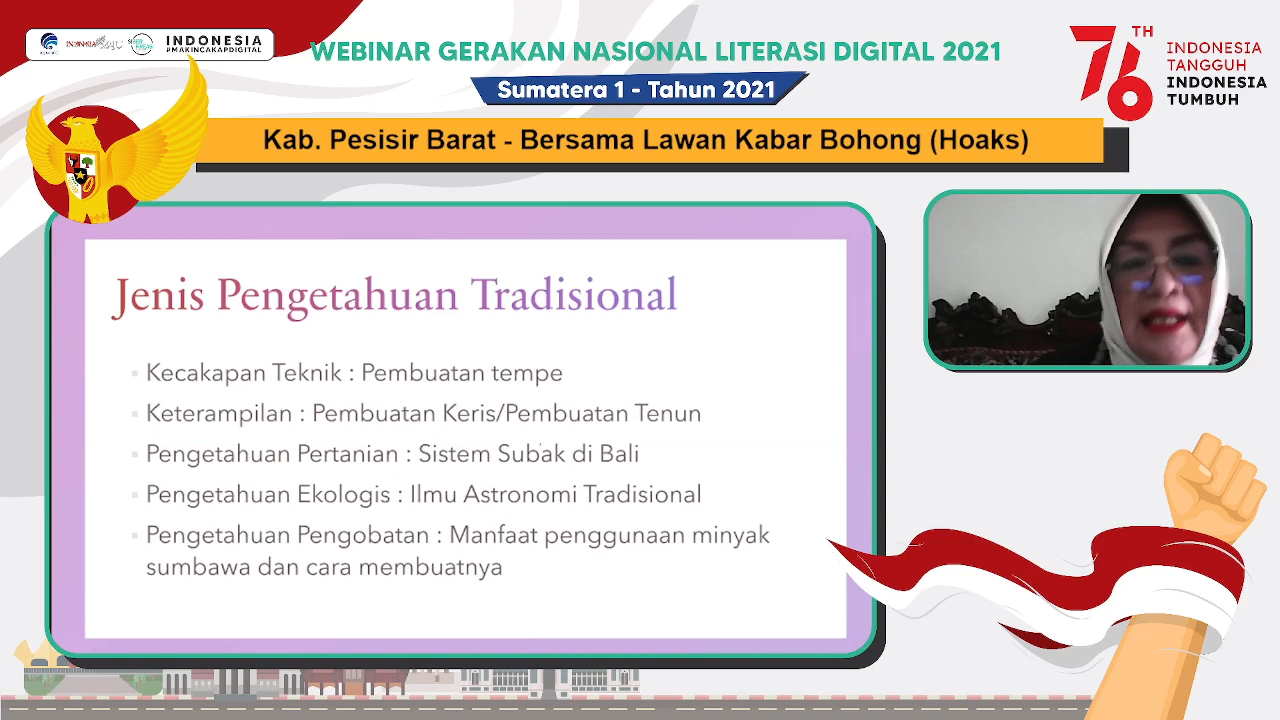 INDONESIA
#MAKINCAKAPDIGITAL
WEBINAR GERAKAN NASIONAL LITERASI DIGITAL 2021
Sumatera 1 - Tahun 2021
76 TH
INDONESIA
TANGGUH
INDONESIA
TUMBUH
Kab. Pesisir Barat - Bersama Lawan Kabar Bohong (Hoaks)
Jenis Pengetahuan Tradisional
Kecakapan Teknik : Pembuatan tempe
Keterampilan : Pembuatan Keris/Pembuatan Tenun
Pengetahuan Pertanian : Sistem Subak di Bali
Pengetahuan Ekologis : Ilmu Astronomi Tradisional
Pengetahuan Pengobatan : Manfaat penggunaan minyak
sumbawa dan cara membuatnya